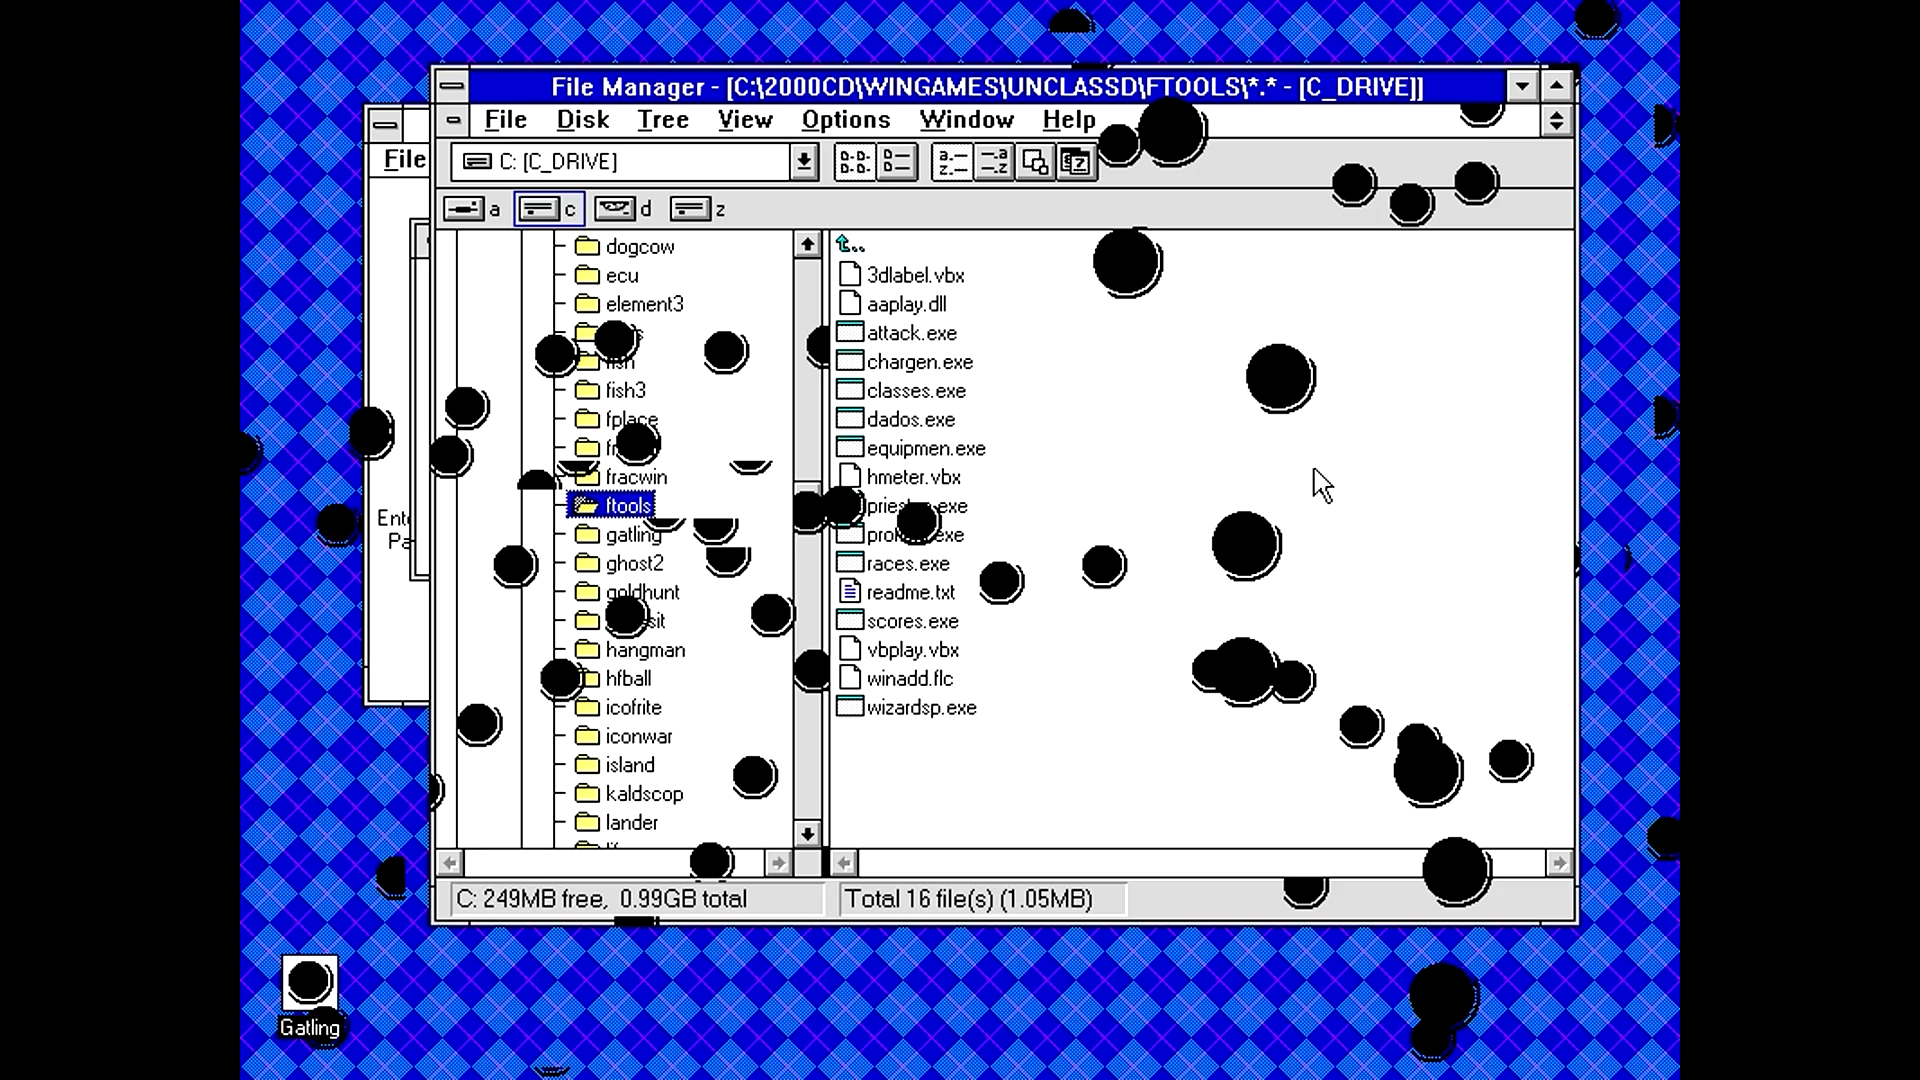 File Manager - [C:\2000CD\WINGAMES\UNCLASSD\FTOOLS\*.* - [C_DRIVE]]
File Disk Tree View Options Window Help
File
C: [C_DRIVE]
a c d z
dogcow
ecu
element3
fish
fish3
fplace
fracwin
ftools
gatling
ghost2
goldhunt
hangman
hfball
icofrite
iconwar
island
kaldscop
lander
..
3dlabel.vbx
aaplay.dll
attack.exe
chargen.exe
classes.exe
dados.exe
equipmen.exe
hmeter.vbx
races.exe
readme.txt
scores.exe
vbplay.vbx
winadd.flc
wizardsp.exe
C: 249MB free, 0.99GB total
Total 16 file(s) (1.05MB)
Gatling